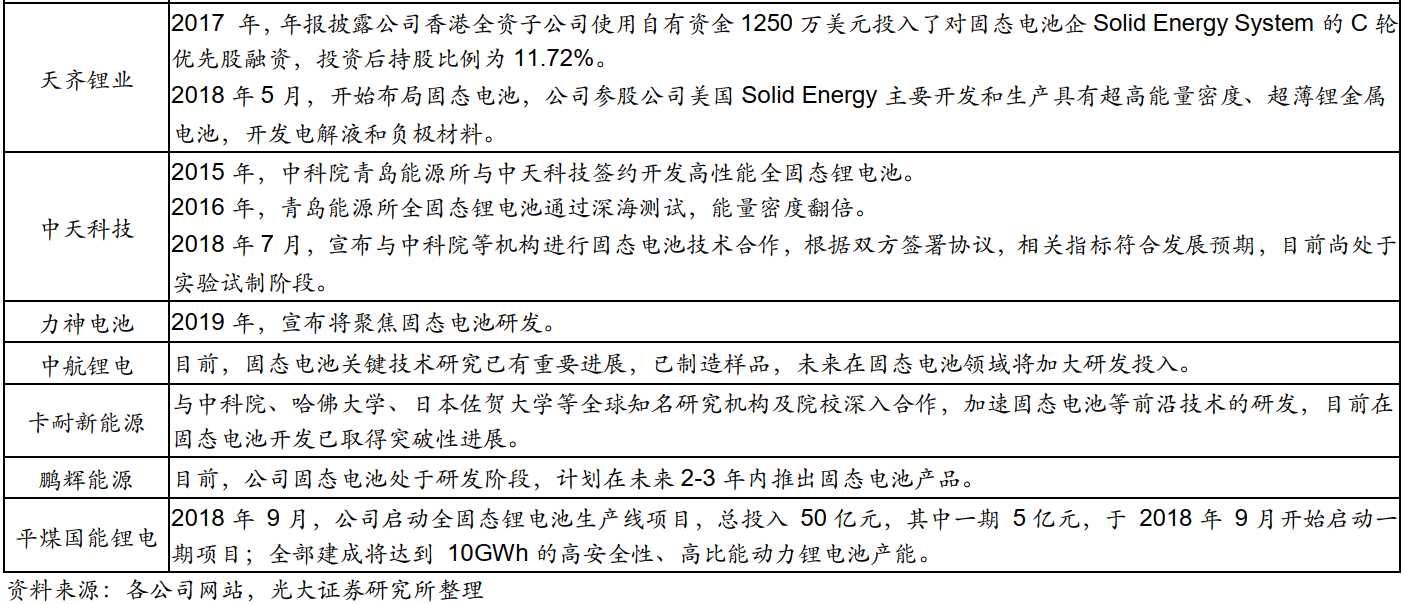 天齐锂业
2017 年，年报披露公司香港全资子公司使用自有资金 1250 万美元投入了对固态电池企 Solid Energy System 的 C 轮
优先股融资，投资后持股比例为 11.72%。
2018 年 5 月，开始布局固态电池，公司参股公司美国 Solid Energy 主要开发和生产具有超高能量密度、超薄锂金属
电池，开发电解液和负极材料。
中天科技
2015 年，中科院青岛能源所与中天科技签约开发高性能全固态锂电池。
2016 年，青岛能源所全固态锂电池通过深海测试，能量密度翻倍。
2018 年 7 月，宣布与中科院等机构进行固态电池技术合作，根据双方签署协议，相关指标符合发展预期，目前尚处于
实验试制阶段。
力神电池
2019 年，宣布将聚焦固态电池研发。
中航锂电
目前，固态电池关键技术研究已有重要进展，已制造样品，未来在固态电池领域将加大研发投入。
卡耐新能源
与中科院、哈佛大学、日本佐贺大学等全球知名研究机构及院校深入合作，加速固态电池等前沿技术的研发，目前在
固态电池开发已取得突破性进展。
鹏辉能源
目前，公司固态电池处于研发阶段，计划在未来 2-3 年内推出固态电池产品。
平煤国能锂电
2018 年 9 月，公司启动全固态锂电池生产线项目，总投入 50 亿元，其中一期 5 亿元，于 2018 年 9 月开始启动一
期项目；全部建成将达到 10GWh 的高安全性、高比能动力锂电池产能。
资料来源：各公司网站，光大证券研究所整理